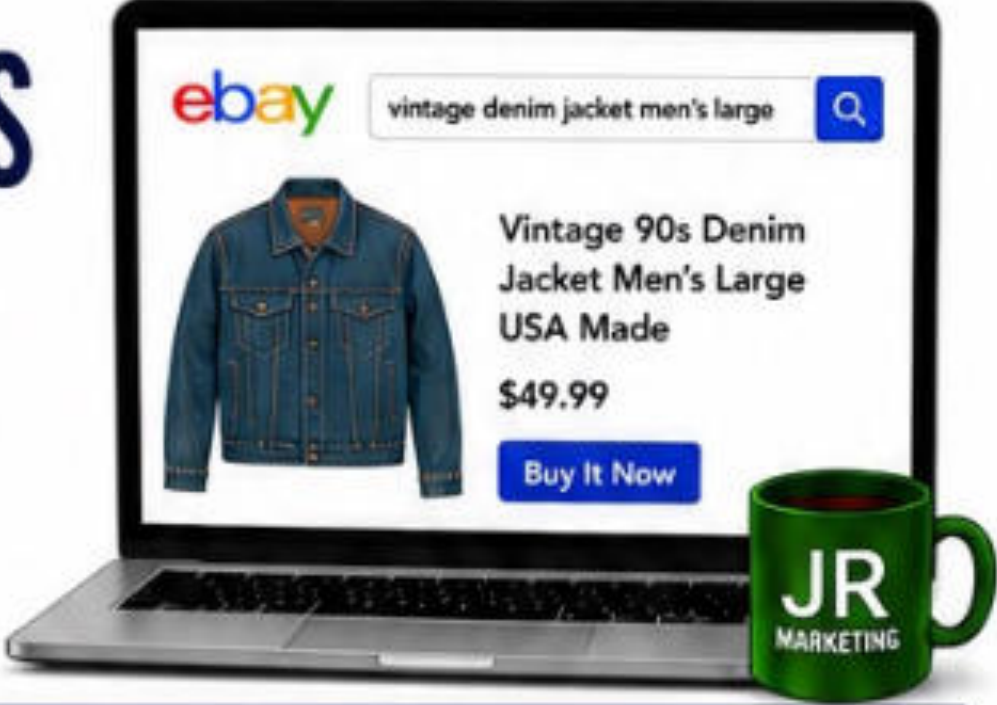 S
ebay
vintage denim jacket men's large
Vintage 90s Denim
Jacket Men's Large
USA Made
$49.99
Buy It Now
JR
MARKETING